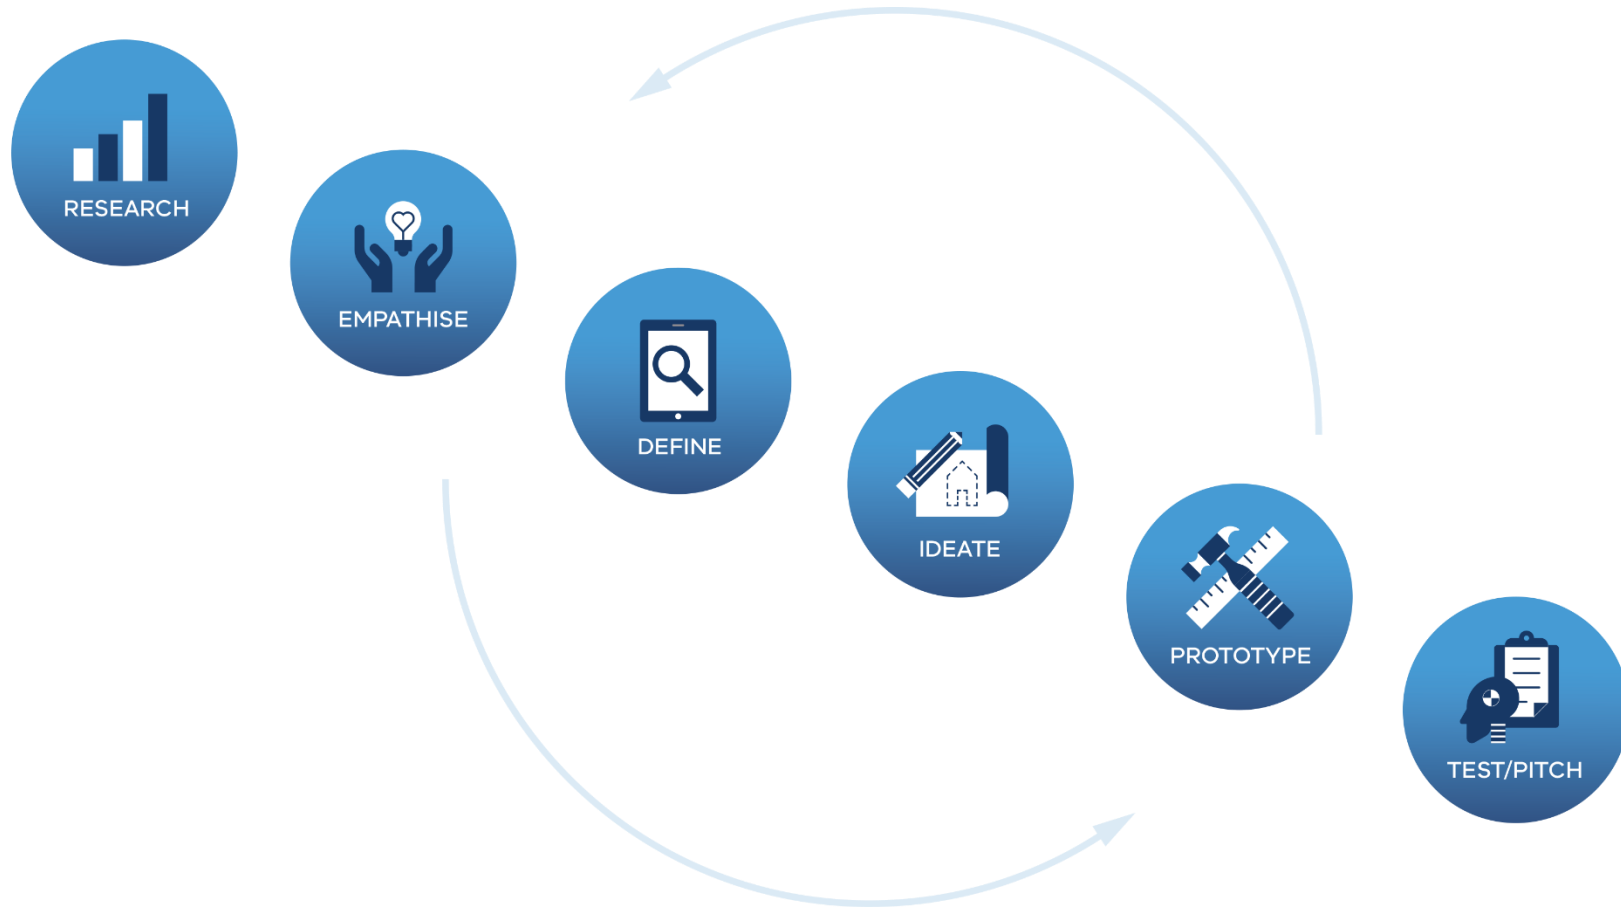 RESEARCH
EMPATHISE
DEFINE
IDEATE
PROTOTYPE
TEST/PITCH